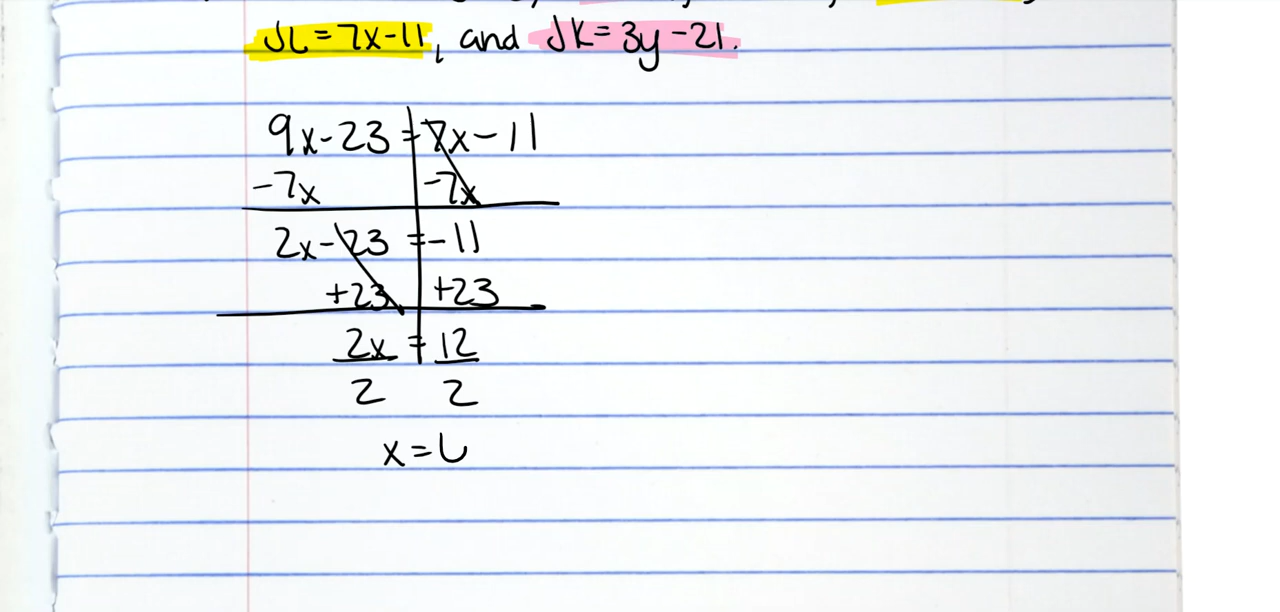 JL = 7x-11, and JK = 3y-21.
9x-23 = 7x-11
-7x -7x
2x-23 = -11
+23 +23
2x = 12
2 2
x = 6